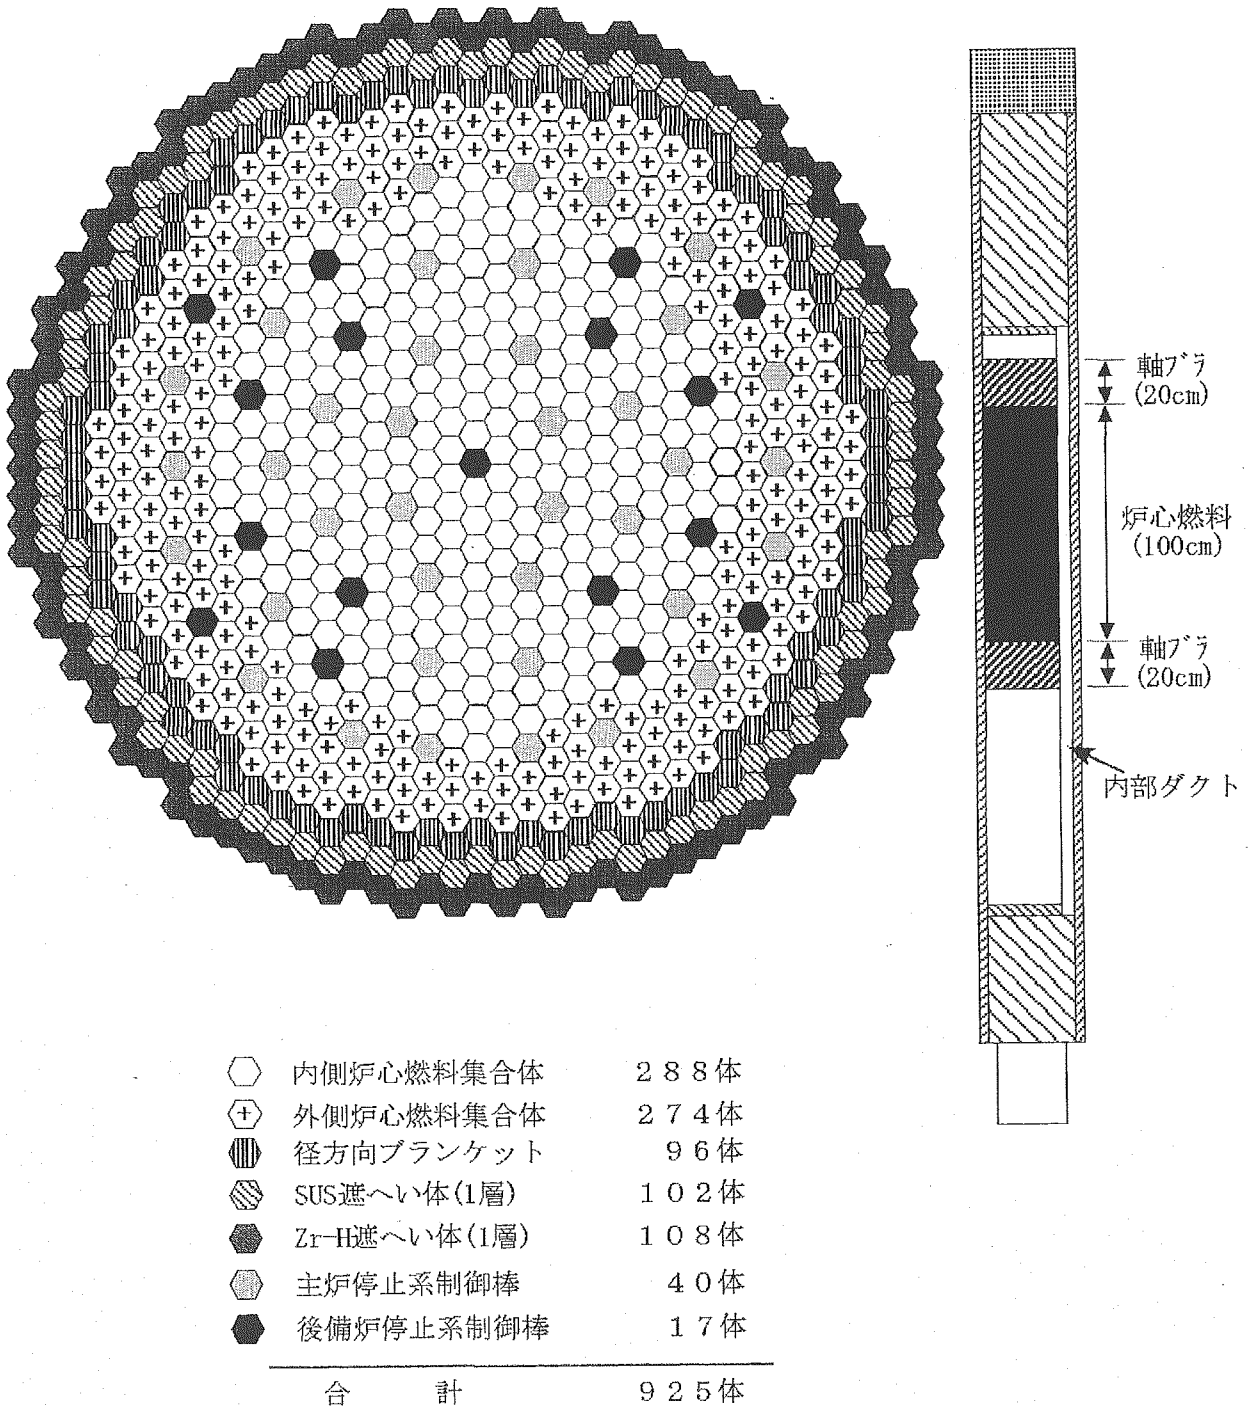 軸ブラ
(20cm)
炉心燃料
(100cm)
軸ブラ
(20cm)
内部ダクト
内側炉心燃料集合体 288体
外側炉心燃料集合体 274体
径方向ブランケット 96体
SUS遮へい体(1層) 102体
Zr-H遮へい体(1層) 108体
主炉停止系制御棒 40体
後備炉停止系制御棒 17体
合計 925体